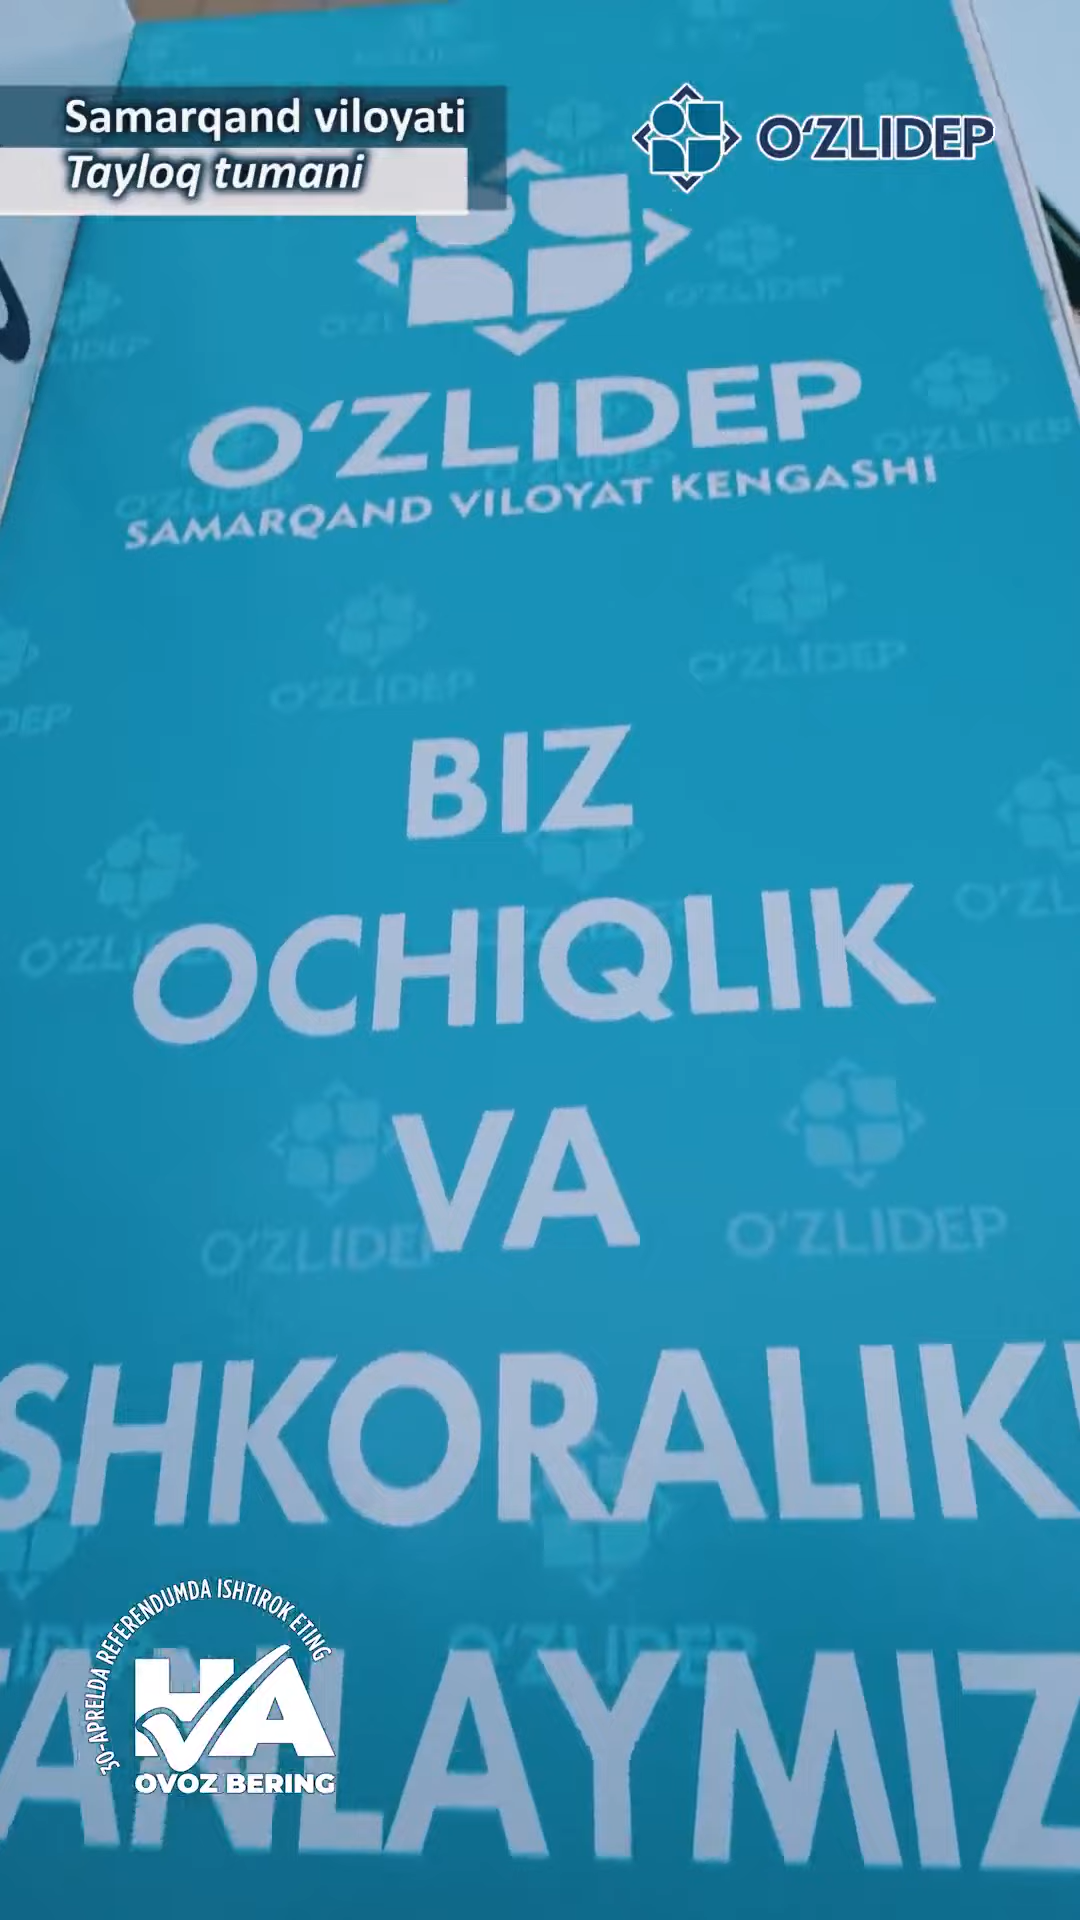 Samarqand viloyati
Tayloq tumani
O‘ZLIDEP
O‘ZLIDEP
SAMARQAND VILOYAT KENGASHI
BIZ
OCHIQLIK
VA
SHKORALIK
TANLAYMIZ
30-APRELDA REFERENDUMDA ISHTIROK ETING
HA
OVOZ BERING